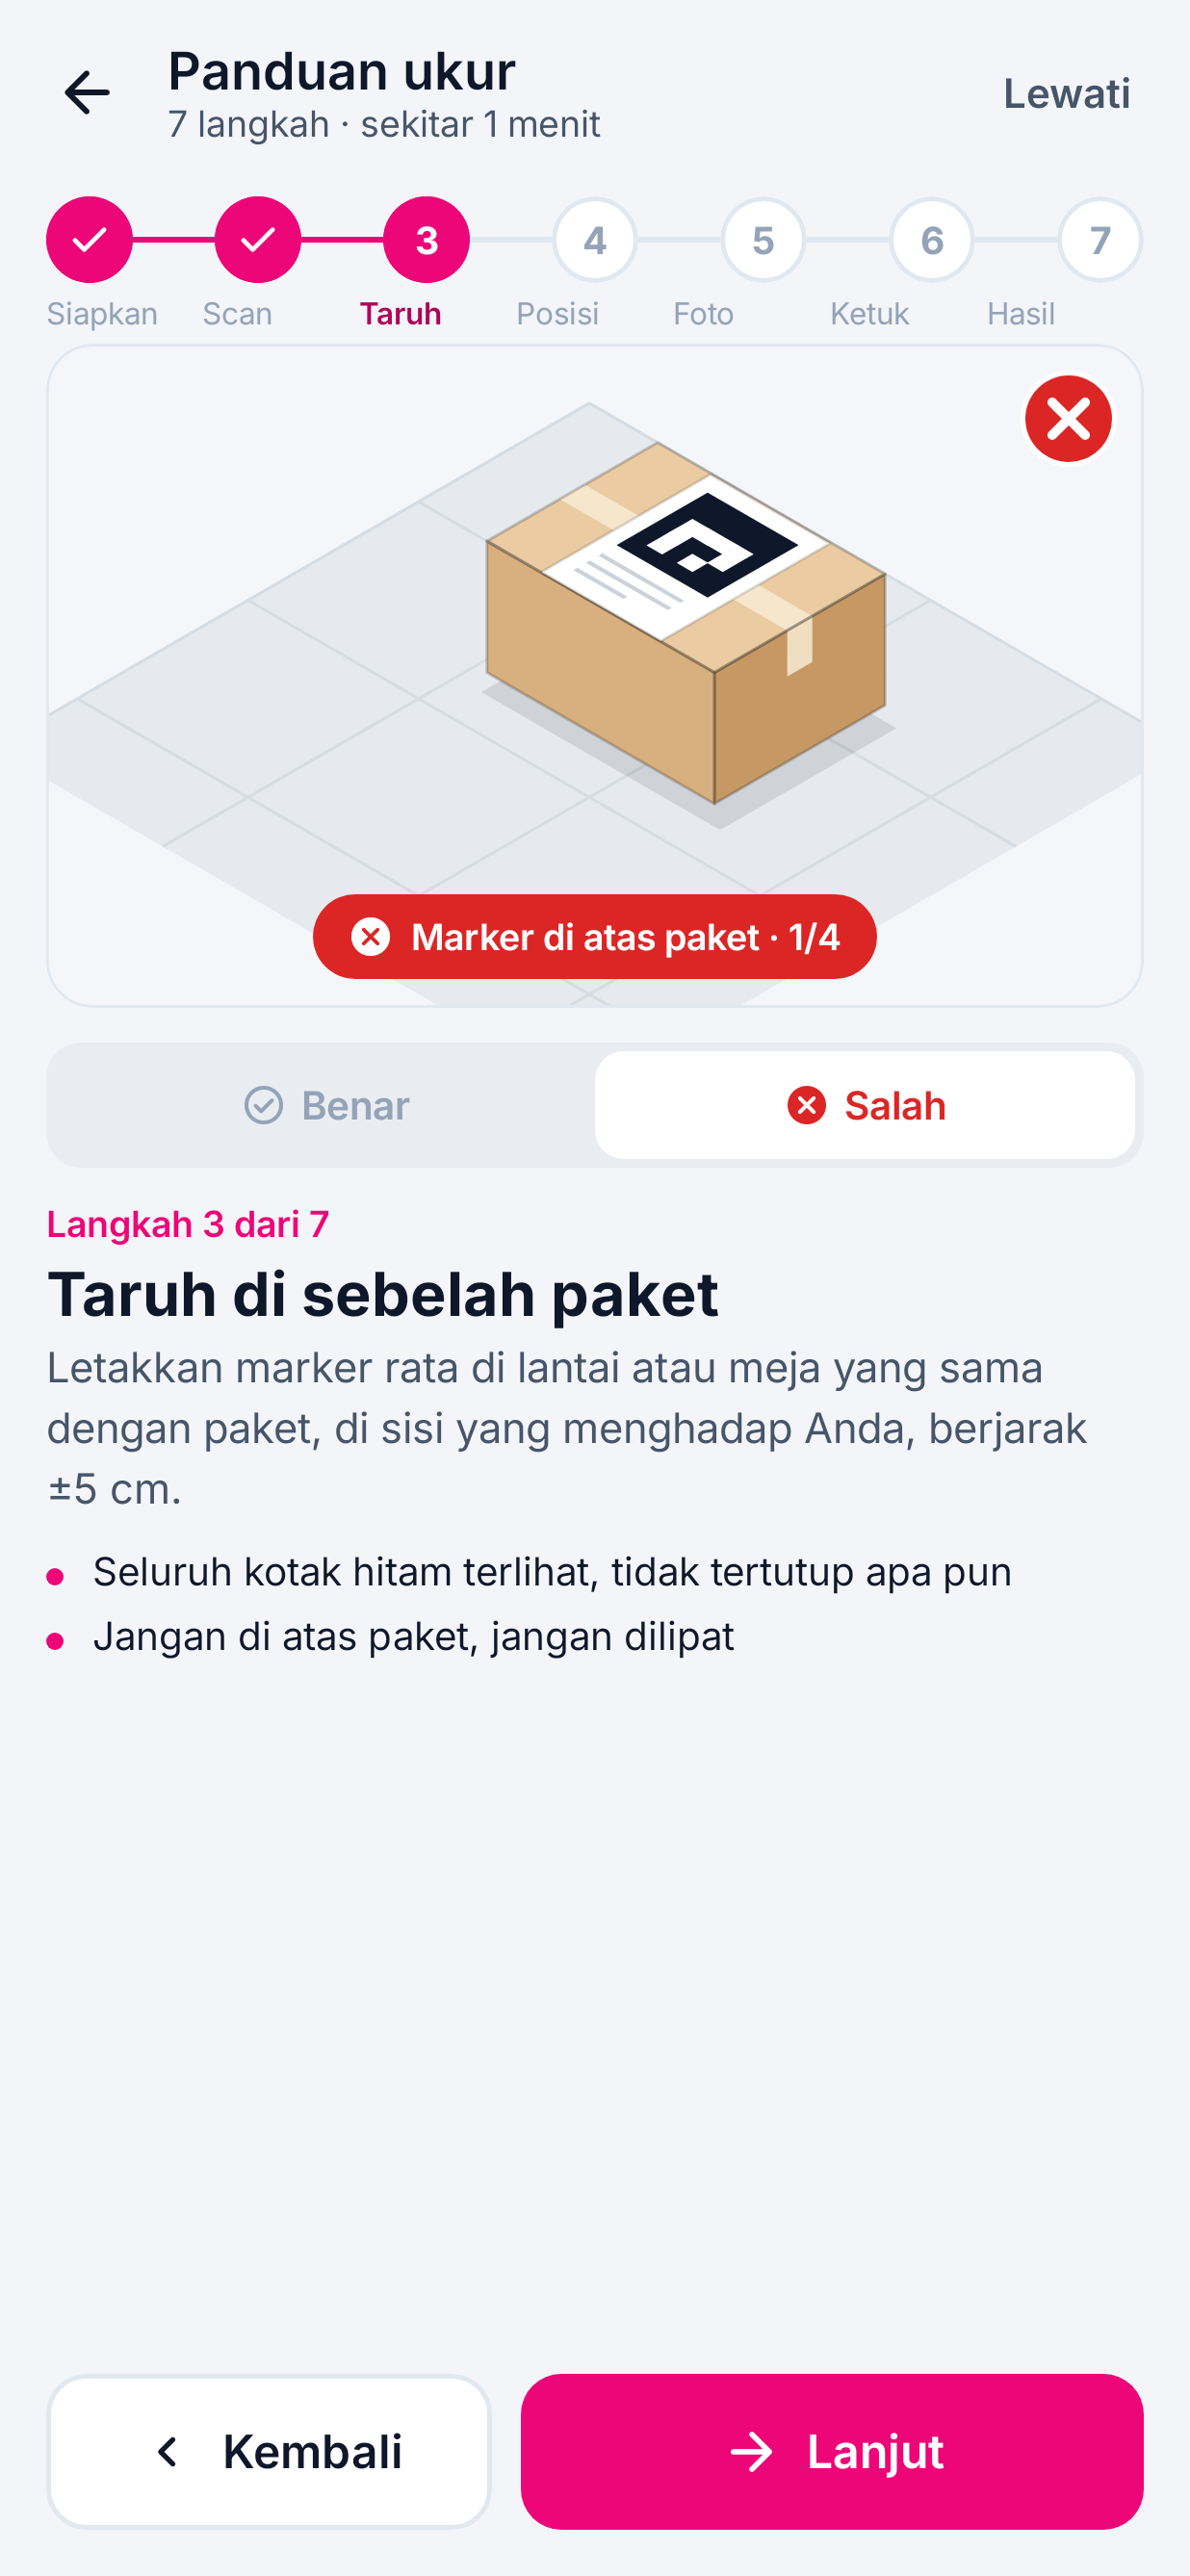 Panduan ukur
7 langkah · sekitar 1 menit
Lewati
3
4
5
6
7
Siapkan
Scan
Taruh
Posisi
Foto
Ketuk
Hasil
Marker di atas paket · 1/4
Benar
Salah
Langkah 3 dari 7
Taruh di sebelah paket
Letakkan marker rata di lantai atau meja yang sama
dengan paket, di sisi yang menghadap Anda, berjarak
±5 cm.
Seluruh kotak hitam terlihat, tidak tertutup apa pun
Jangan di atas paket, jangan dilipat
Kembali
Lanjut